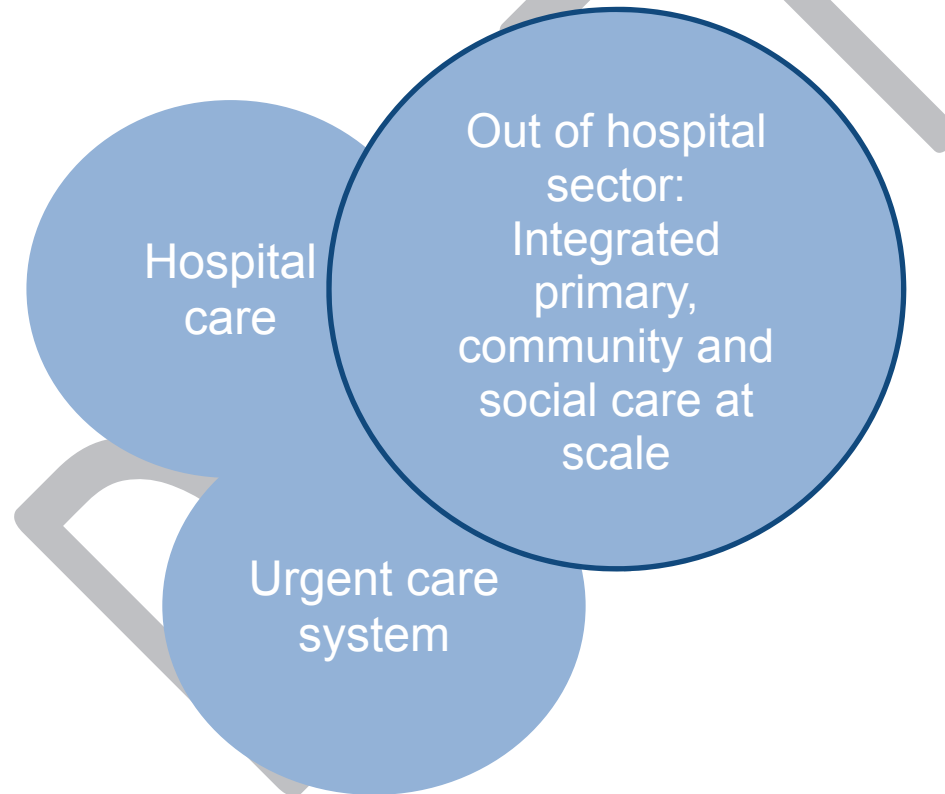 Out of hospital
sector:
Integrated
primary,
community and
social care at
scale
Hospital
care
Urgent care
system